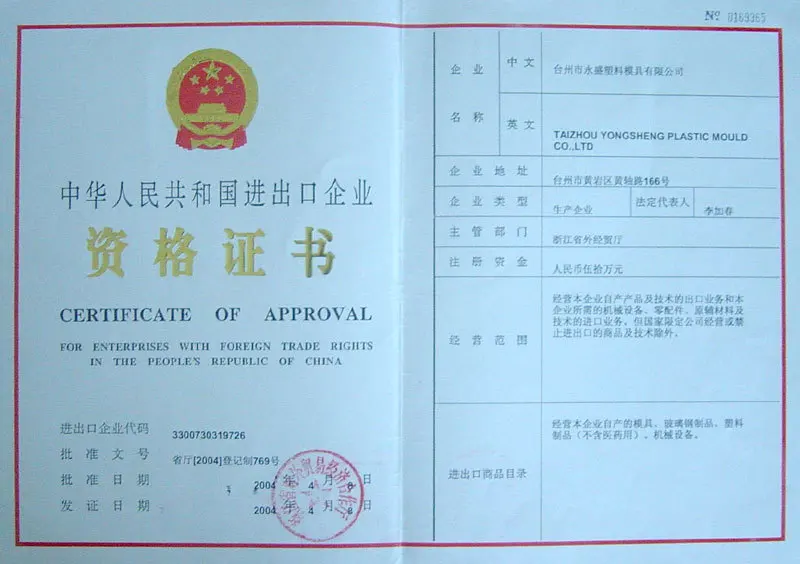 Nº 0169365
中华人民共和国进出口企业
资格证书
CERTIFICATE OF APPROVAL
FOR ENTERPRISES WITH FOREIGN TRADE RIGHTS
IN THE PEOPLE'S REPUBLIC OF CHINA
进出口企业代码 3300730319726
批准文号 省厅[2004]登记制769号
批准日期 2004 年 4 月 8 日
发证日期 2004 年 4 月 8 日
企业名称 中文 台州市永盛塑料模具有限公司
英文 TAIZHOU YONGSHENG PLASTIC MOULD
CO.,LTD
企业地址 台州市黄岩区黄轴路166号
企业类型 生产企业 法定代表人 李加春
主管部门 浙江省外经贸厅
注册资金 人民币伍拾万元
经营范围
经营本企业自产产品及技术的出口业务和本
企业所需的机械设备、零配件、原辅材料及
技术的进口业务。但国家限定公司经营或禁
止进出口的商品及技术除外。
进出口商品目录
经营本企业自产的模具、玻璃钢制品、塑料
制品（不含医药用）。机械设备。